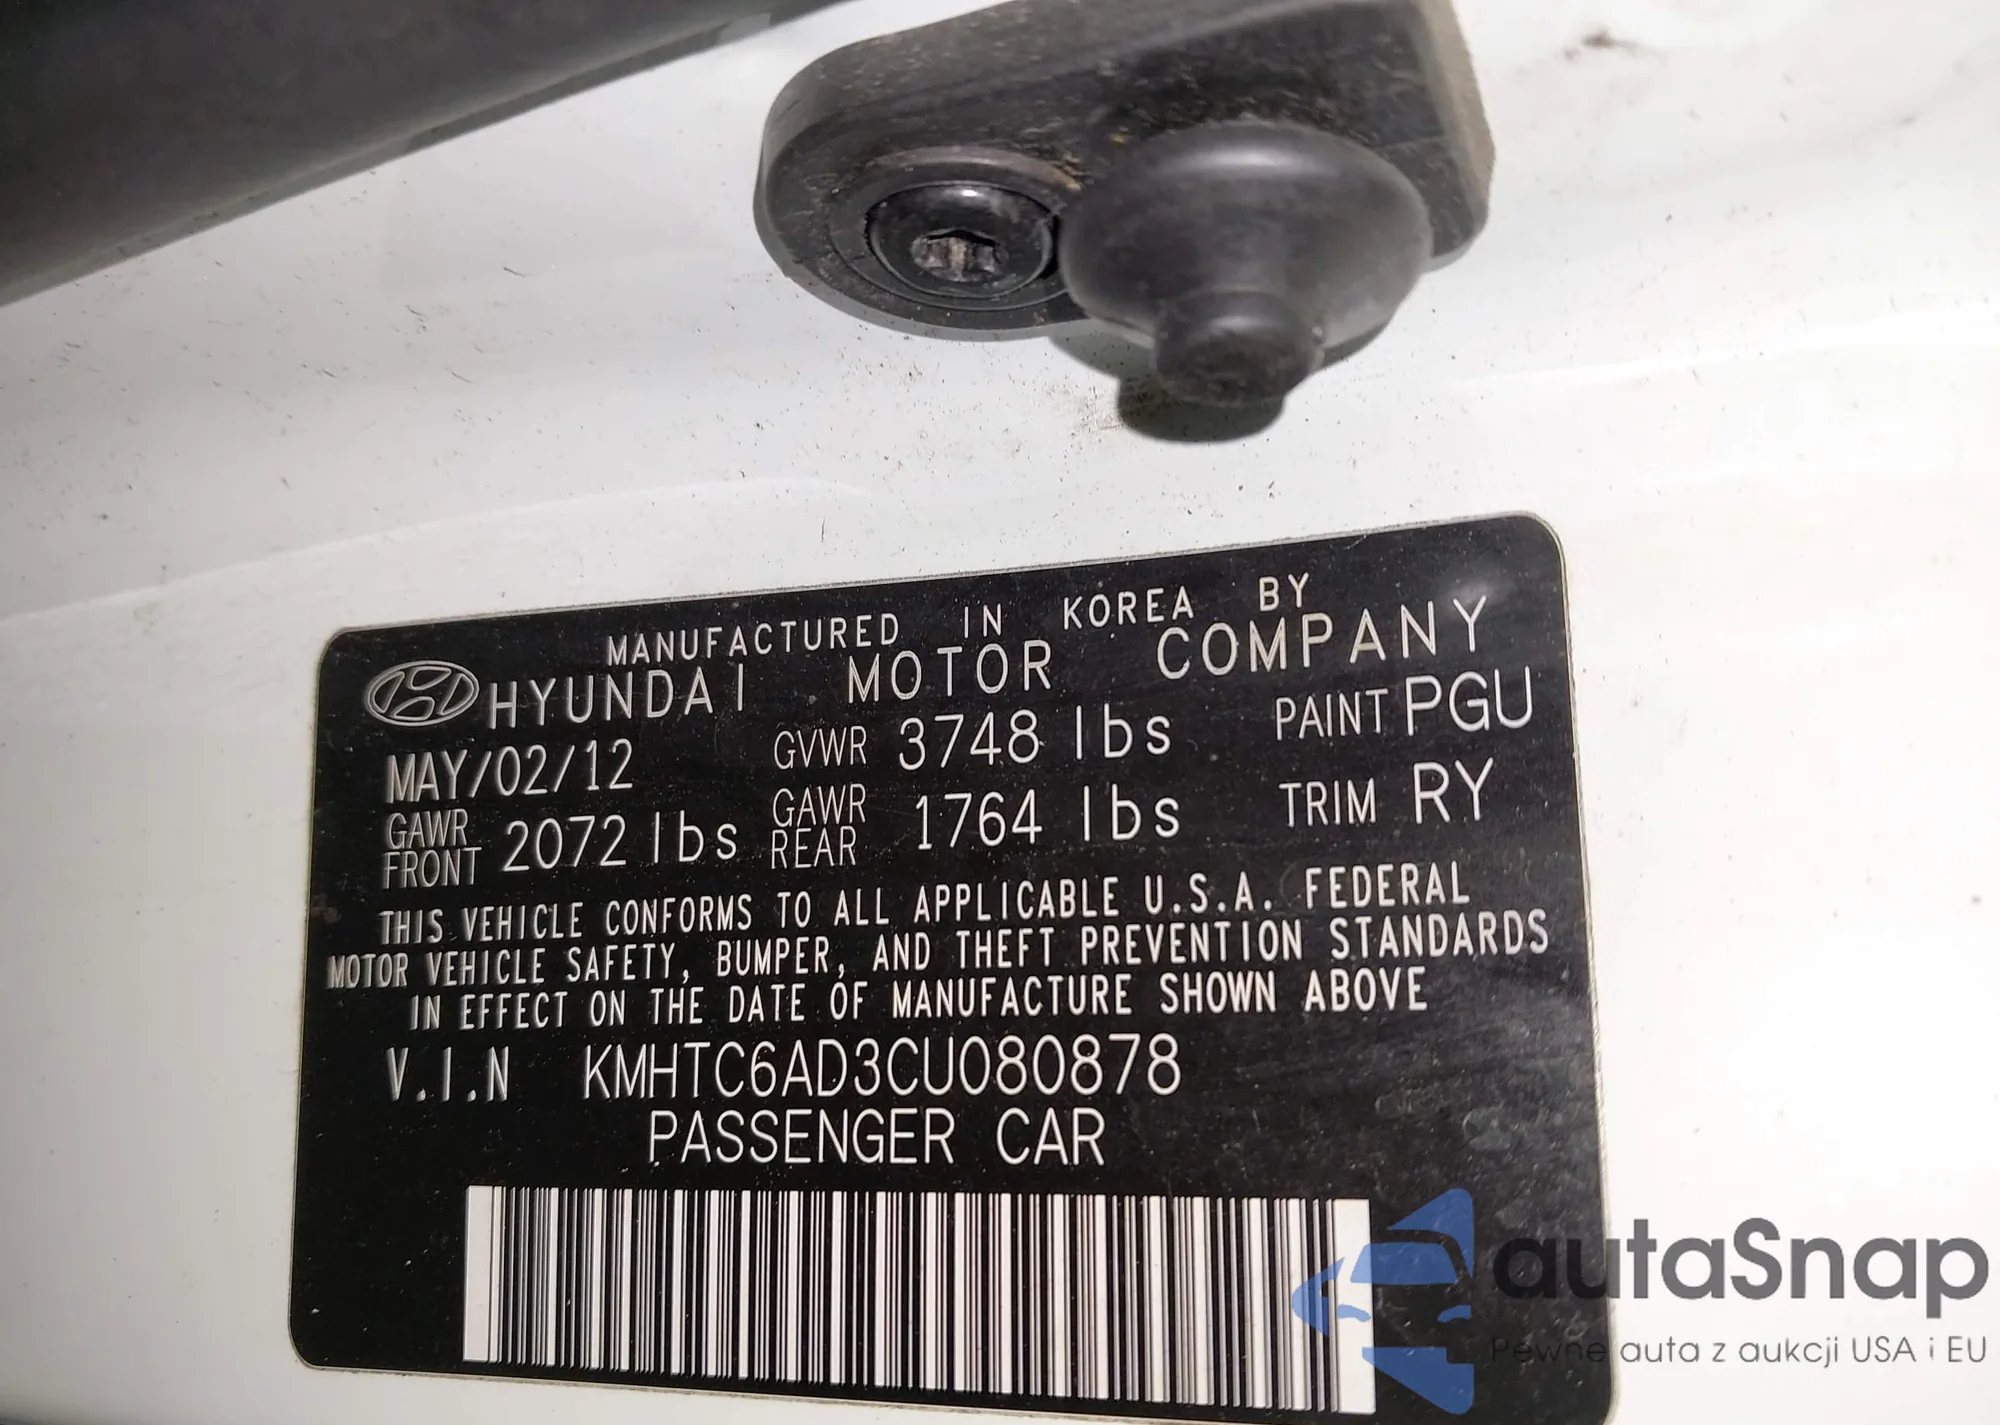 MANUFACTURED IN KOREA BY
HYUNDAI MOTOR COMPANY
MAY/02/12 GVWR 3748 lbs PAINT PGU
GAWR FRONT 2072 lbs GAWR REAR 1764 lbs TRIM RY
THIS VEHICLE CONFORMS TO ALL APPLICABLE U.S.A. FEDERAL
MOTOR VEHICLE SAFETY, BUMPER, AND THEFT PREVENTION STANDARDS
IN EFFECT ON THE DATE OF MANUFACTURE SHOWN ABOVE
V.I.N KMHTC6AD3CU080878
PASSENGER CAR
autaSnap
Pewne auta z aukcji USA i EU